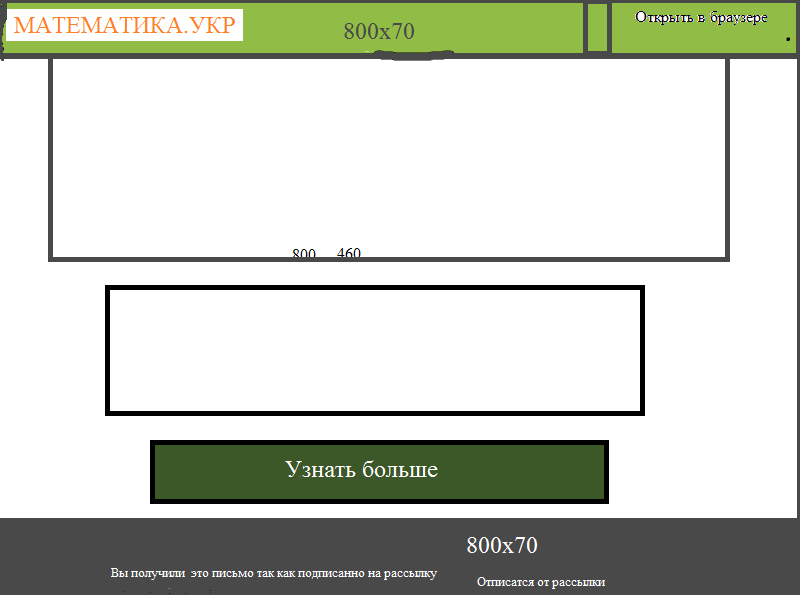 МАТЕМАТИКА.УКР
800x70
Открыть в браузере
800 460
Узнать больше
800x70
Вы получили это письмо так как подписанно на рассылку
Отписатся от рассылки